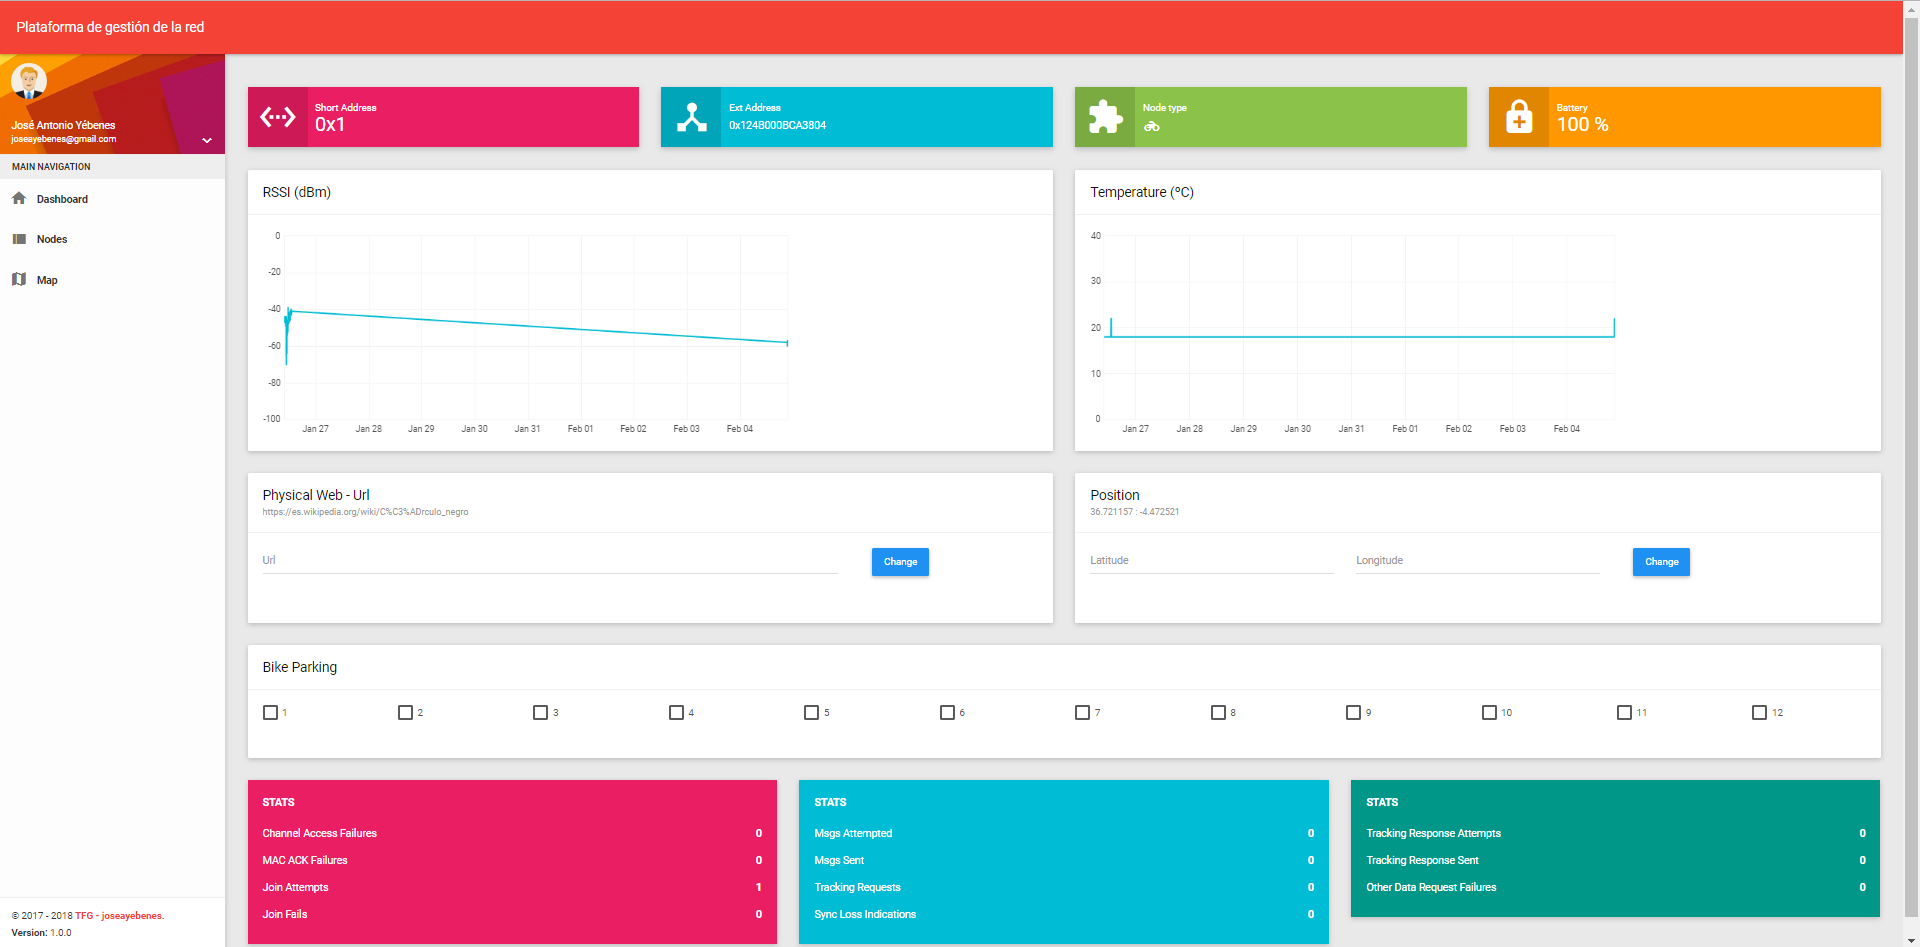 Plataforma de gestión de la red
José Antonio Yébenes
joseayebenes@gmail.com
MAIN NAVIGATION
Dashboard
Nodes
Map
© 2017 - 2018 TFG - joseayebenes.
Version: 1.0.0
Short Address
0x1
Ext Address
0x124B000BCA3804
Node type
Battery
100 %
RSSI (dBm)
0
-20
-40
-60
-80
-100
Jan 27 Jan 28 Jan 29 Jan 30 Jan 31 Feb 01 Feb 02 Feb 03 Feb 04
Temperature (ºC)
40
30
20
10
0
Jan 27 Jan 28 Jan 29 Jan 30 Jan 31 Feb 01 Feb 02 Feb 03 Feb 04
Physical Web - Url
https://es.wikipedia.org/wiki/C%C3%ADrculo_negro
Url Change
Position
36.721157 : -4.472521
Latitude Longitude Change
Bike Parking
1 2 3 4 5 6 7 8 9 10 11 12
STATS
Channel Access Failures 0
MAC ACK Failures 0
Join Attempts 1
Join Fails 0
STATS
Msgs Attempted 0
Msgs Sent 0
Tracking Requests 0
Sync Loss Indications 0
STATS
Tracking Response Attempts 0
Tracking Response Sent 0
Other Data Request Failures 0